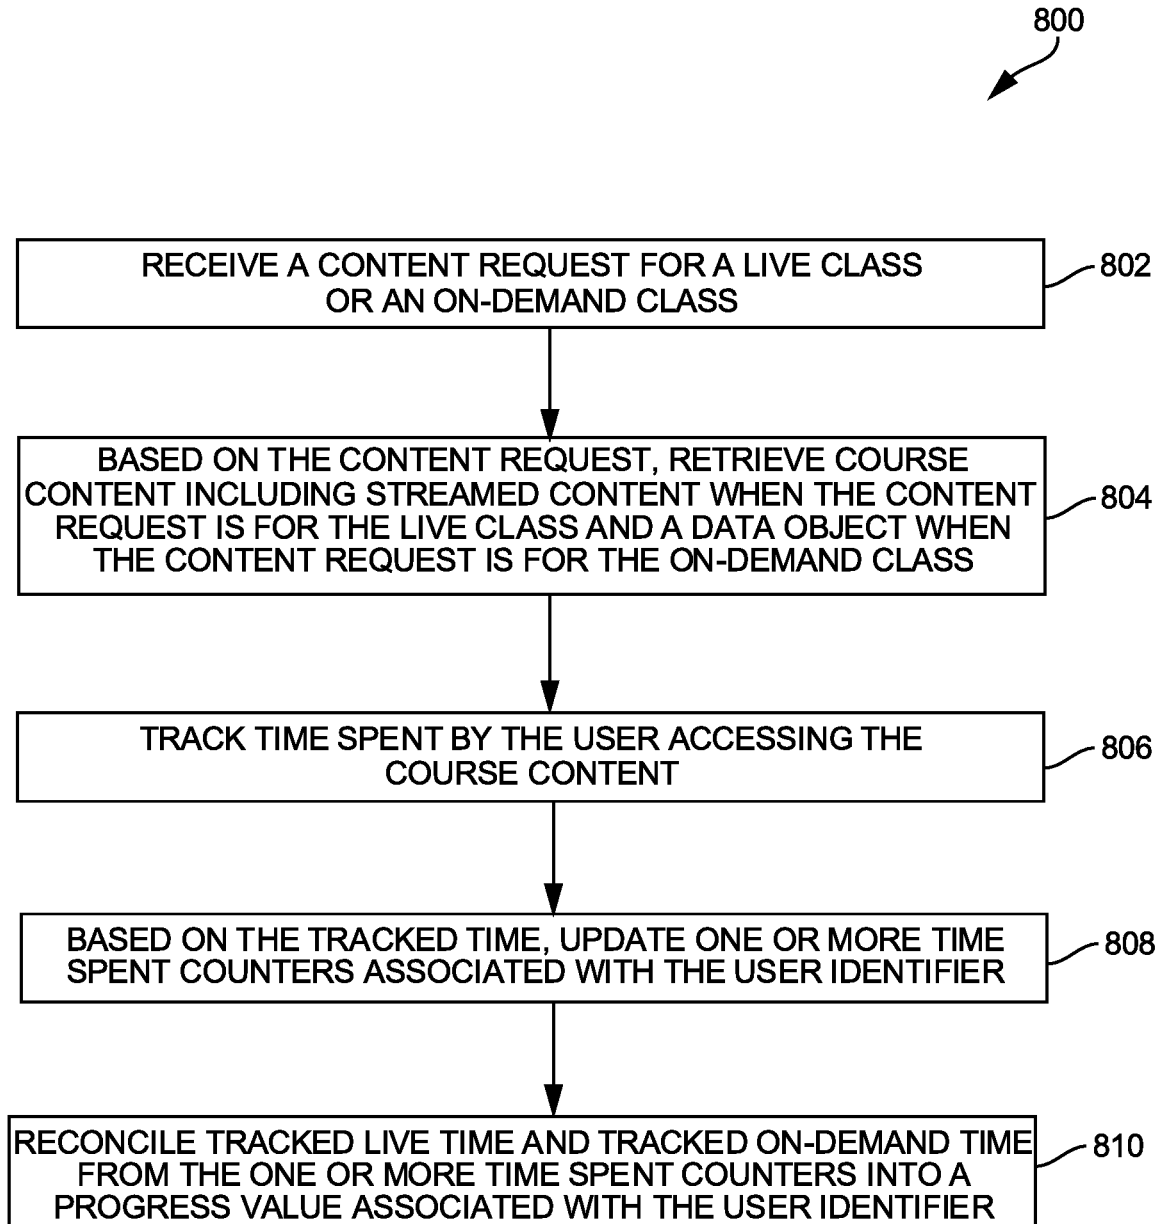 800
RECEIVE A CONTENT REQUEST FOR A LIVE CLASS
OR AN ON-DEMAND CLASS
802
BASED ON THE CONTENT REQUEST, RETRIEVE COURSE
CONTENT INCLUDING STREAMED CONTENT WHEN THE CONTENT
REQUEST IS FOR THE LIVE CLASS AND A DATA OBJECT WHEN
THE CONTENT REQUEST IS FOR THE ON-DEMAND CLASS
804
TRACK TIME SPENT BY THE USER ACCESSING THE
COURSE CONTENT
806
BASED ON THE TRACKED TIME, UPDATE ONE OR MORE TIME
SPENT COUNTERS ASSOCIATED WITH THE USER IDENTIFIER
808
RECONCILE TRACKED LIVE TIME AND TRACKED ON-DEMAND TIME
FROM THE ONE OR MORE TIME SPENT COUNTERS INTO A
PROGRESS VALUE ASSOCIATED WITH THE USER IDENTIFIER
810